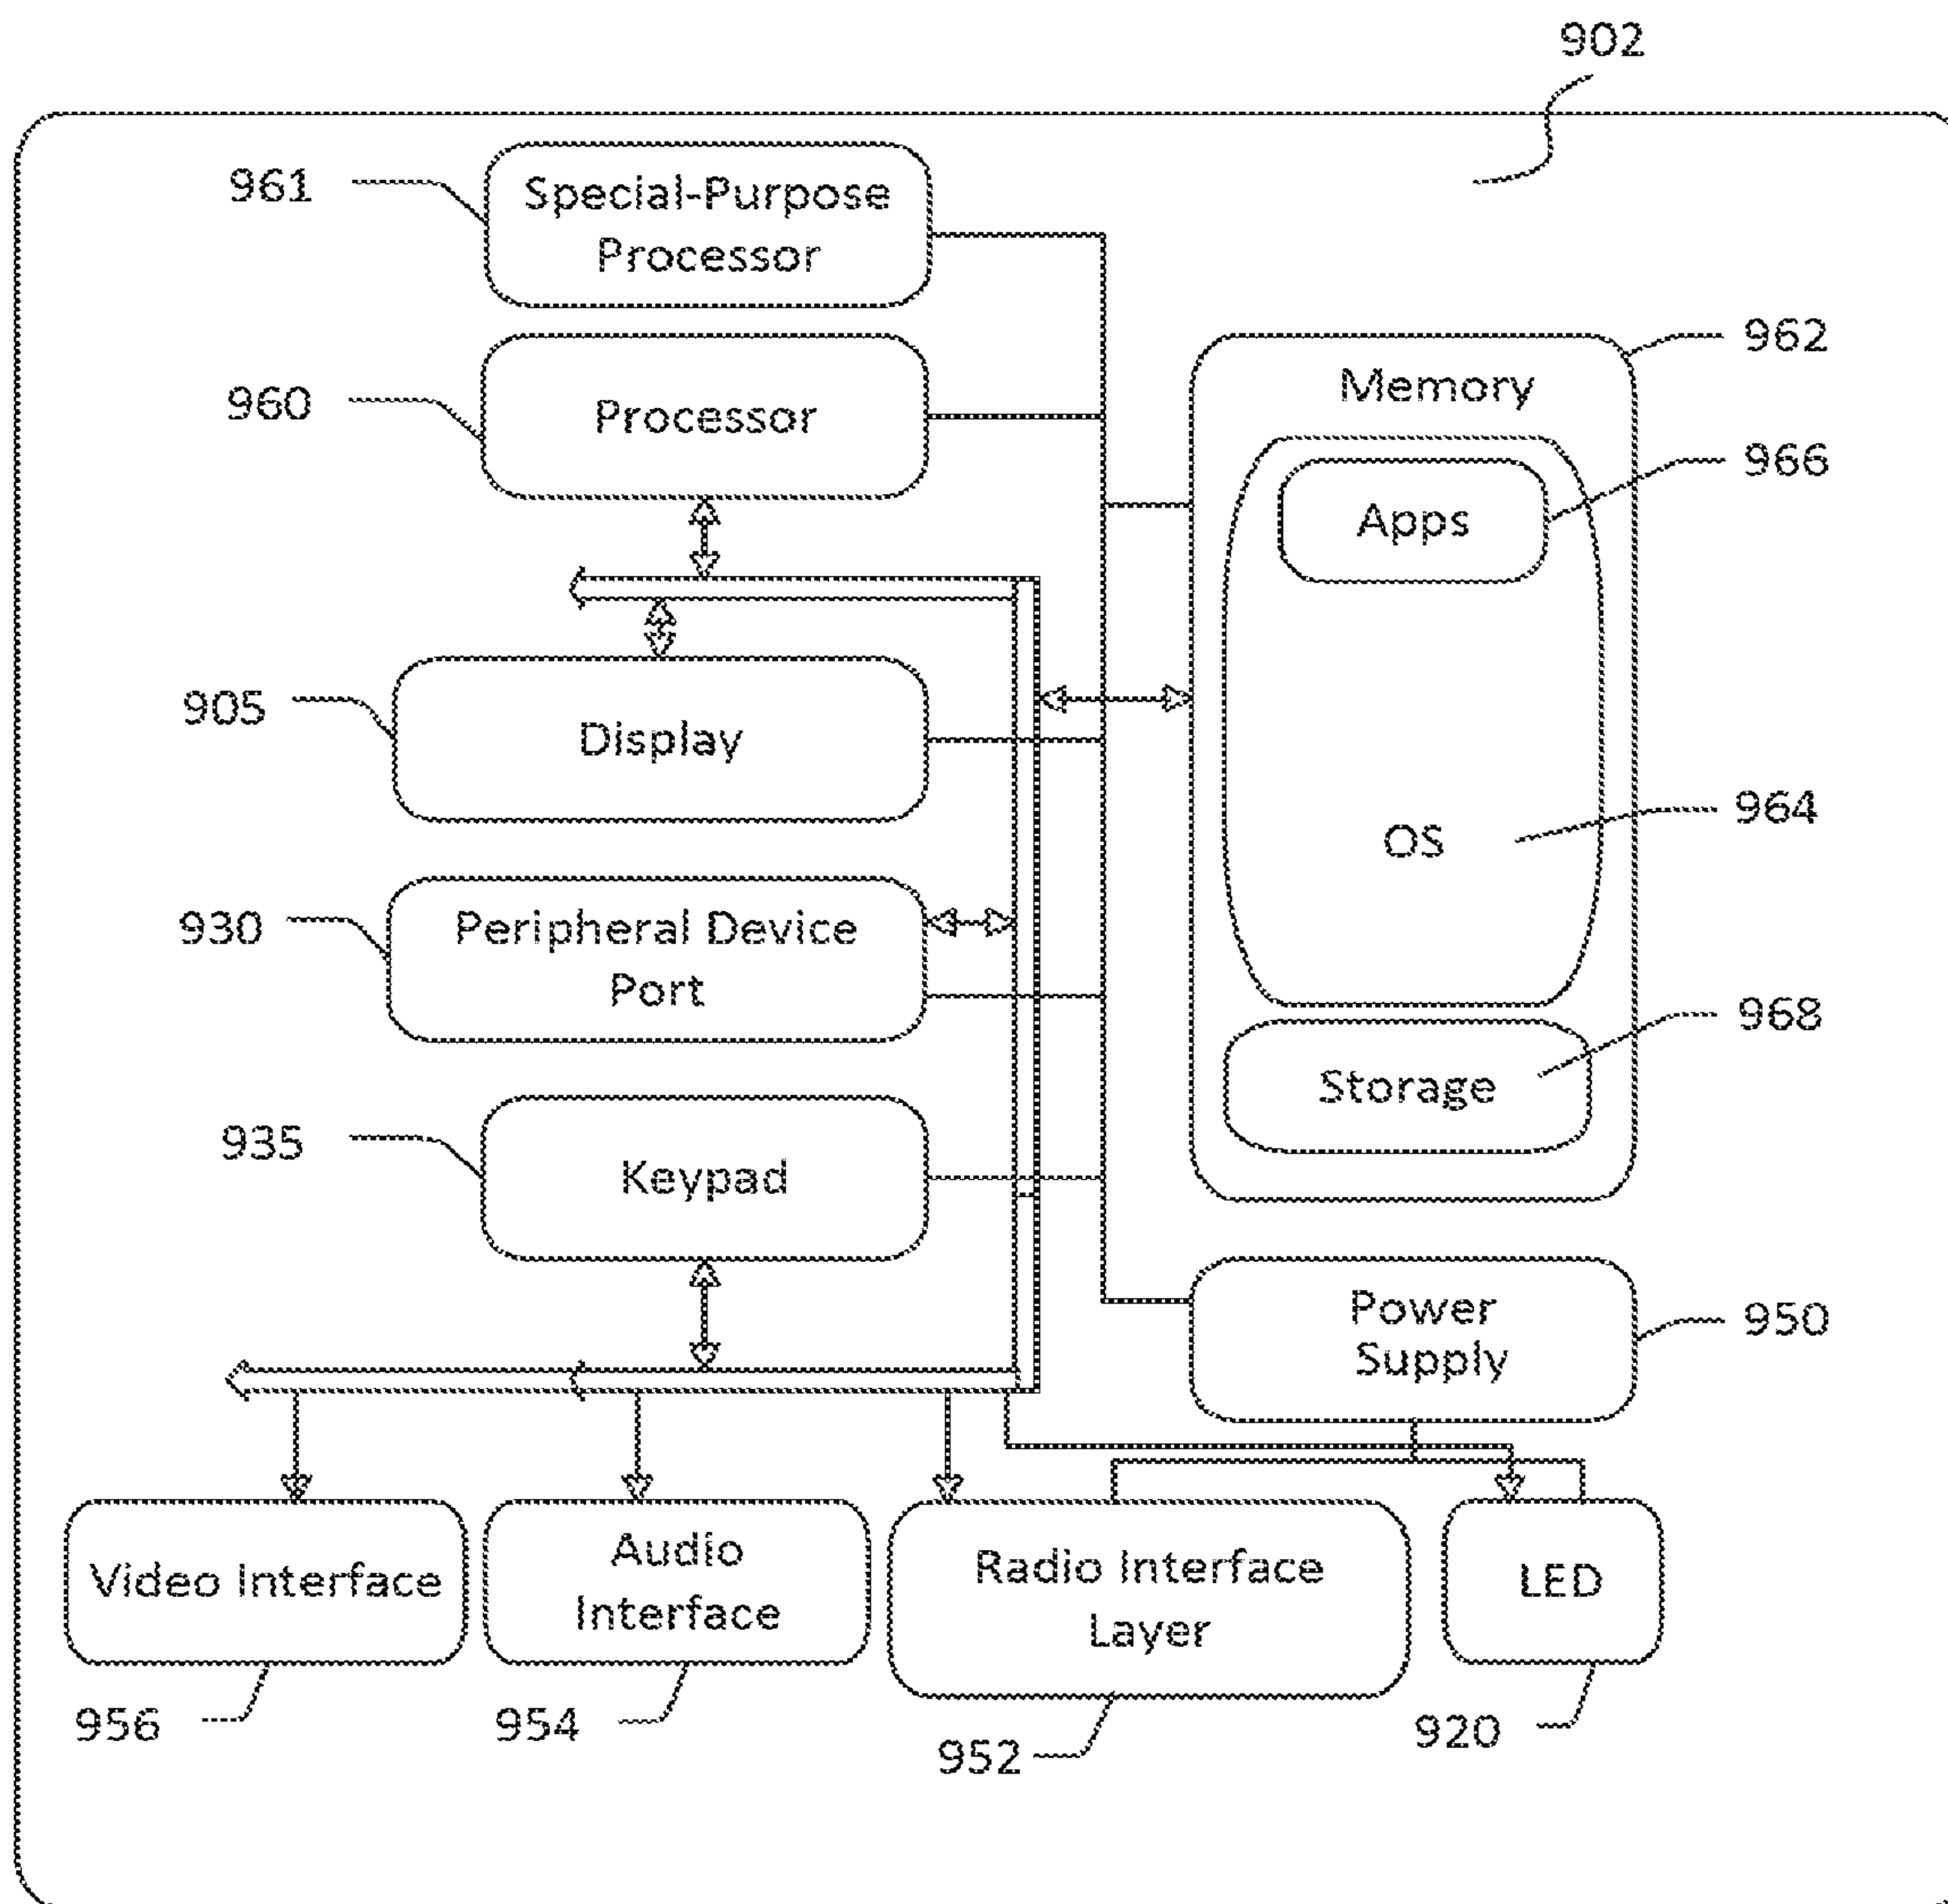 902
961
Special-Purpose
Processor
962
Memory
960
Processor
966
Apps
905
Display
964
OS
930
Peripheral Device
Port
968
Storage
935
Keypad
Power
Supply
950
Video Interface
Audio
Interface
Radio Interface
Layer
LED
956
954
952
920